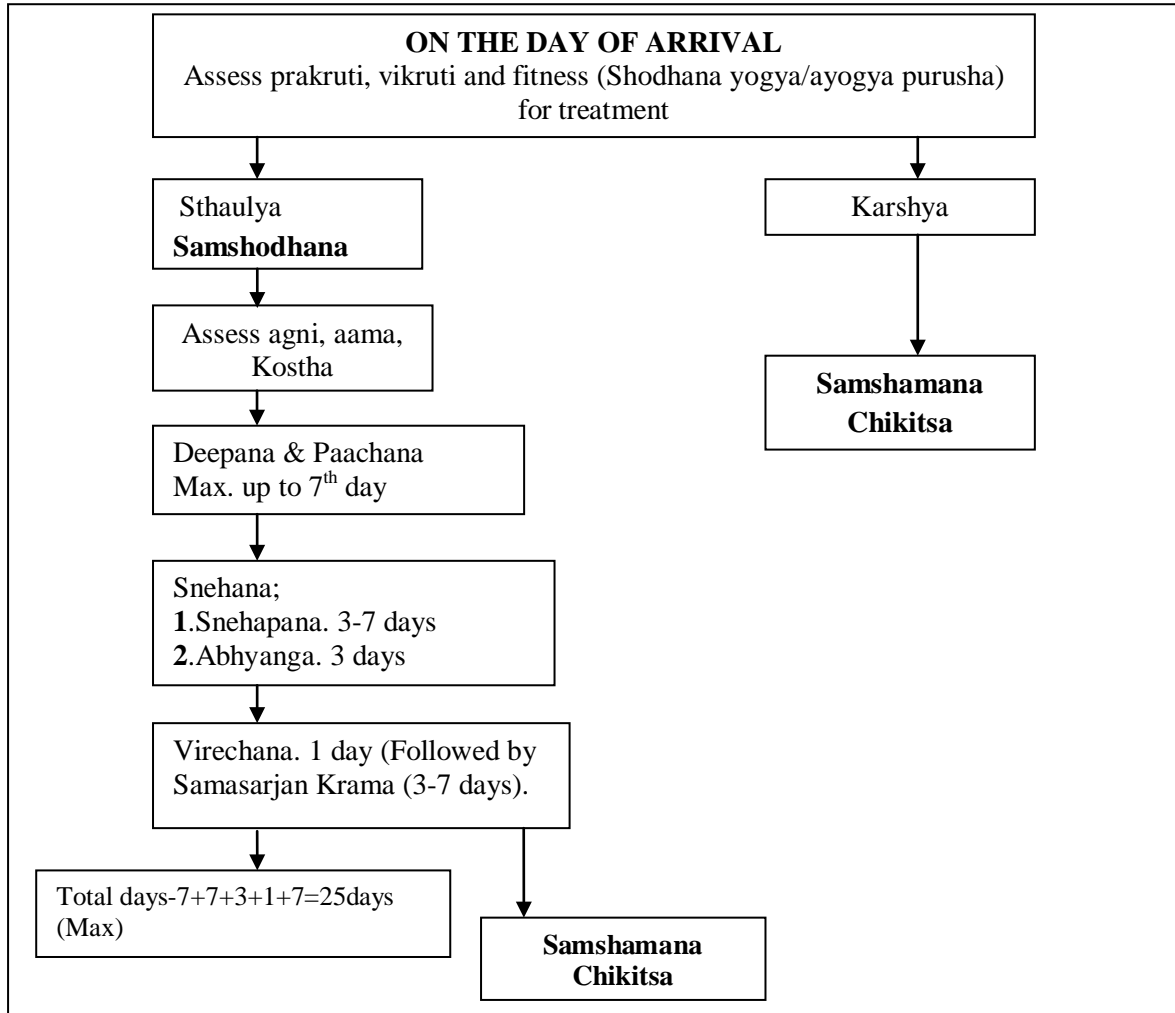 ON THE DAY OF ARRIVAL
Assess prakruti, vikruti and fitness (Shodhana yogya/ayogya purusha)
for treatment
Sthaulya
Samshodhana
Karshya
Assess agni, aama,
Kostha
Samshamana
Chikitsa
Deepana & Paachana
Max. up to 7th day
Snehana;
1.Snehapana. 3-7 days
2.Abhyanga. 3 days
Virechana. 1 day (Followed by
Samasarjan Krama (3-7 days).
Total days-7+7+3+1+7=25days
(Max)
Samshamana
Chikitsa